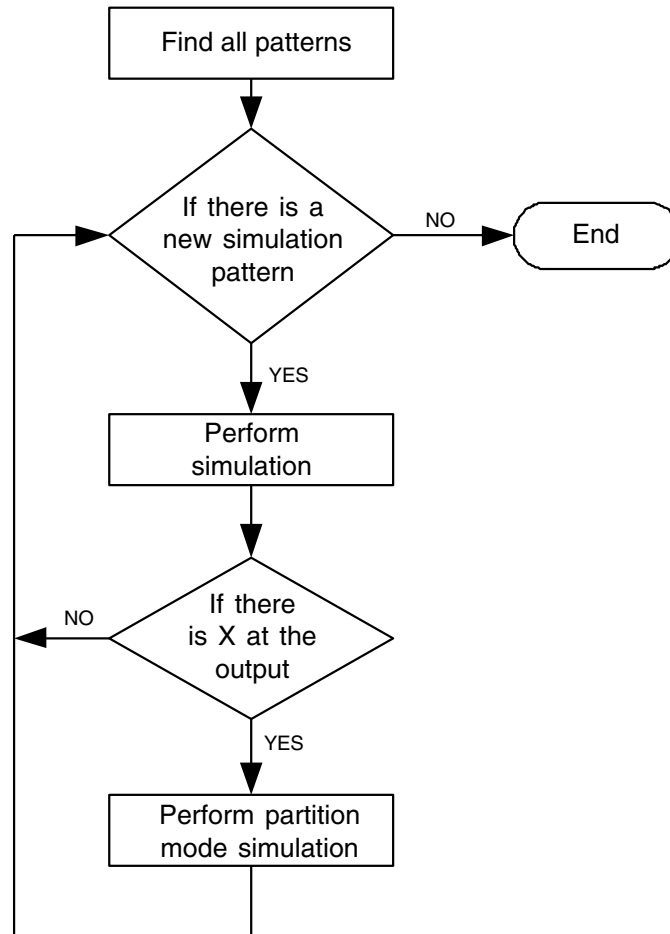 Find all patterns
If there is a
new simulation
pattern
NO
End
YES
Perform
simulation
If there
is X at the
output
NO
YES
Perform partition
mode simulation